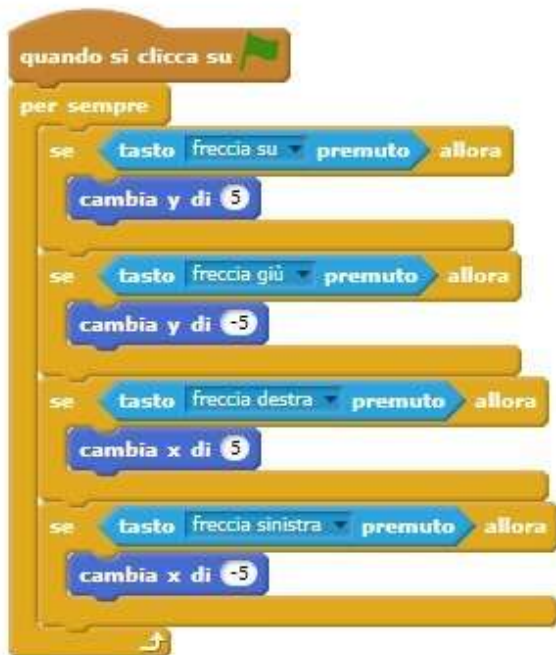 quando si clicca su
per sempre
se tasto freccia su premuto allora
cambia y di 5
se tasto freccia giù premuto allora
cambia y di -5
se tasto freccia destra premuto allora
cambia x di 5
se tasto freccia sinistra premuto allora
cambia x di -5